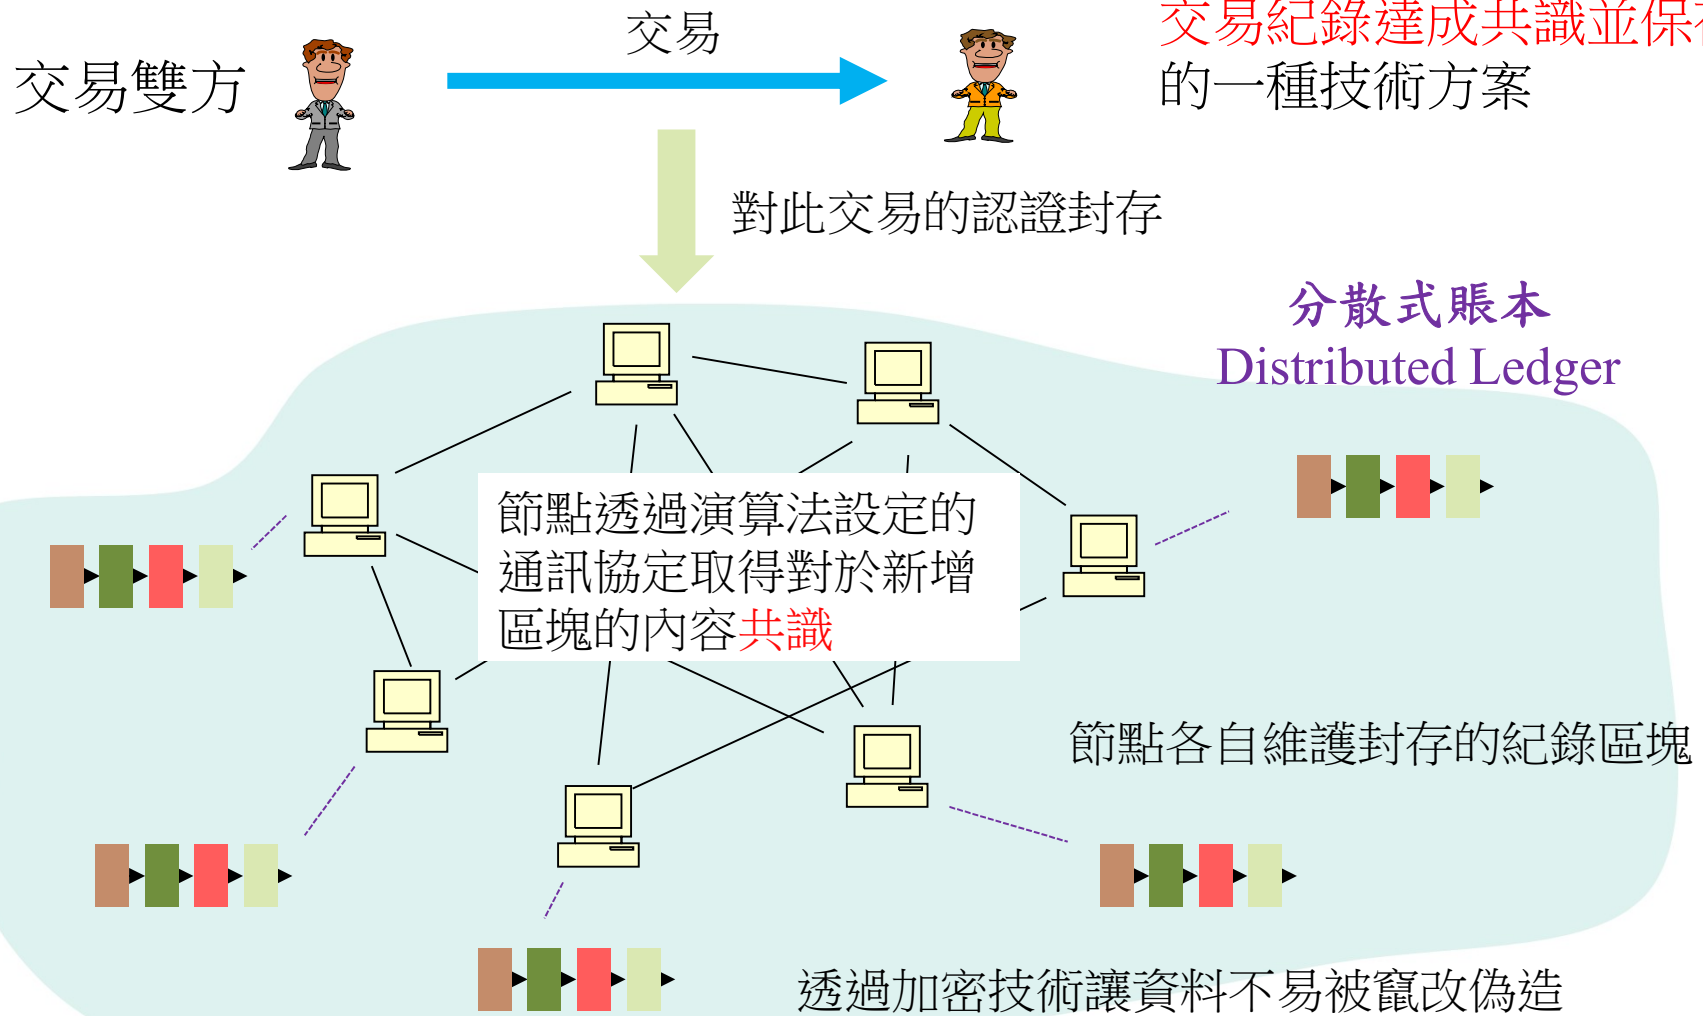 交易紀錄達成共識並保
的一種技術方案
交易雙方
交易
對此交易的認證封存
分散式賬本
Distributed Ledger
節點透過演算法設定的
通訊協定取得對於新增
區塊的內容共識
節點各自維護封存的紀錄區塊
透過加密技術讓資料不易被竄改偽造